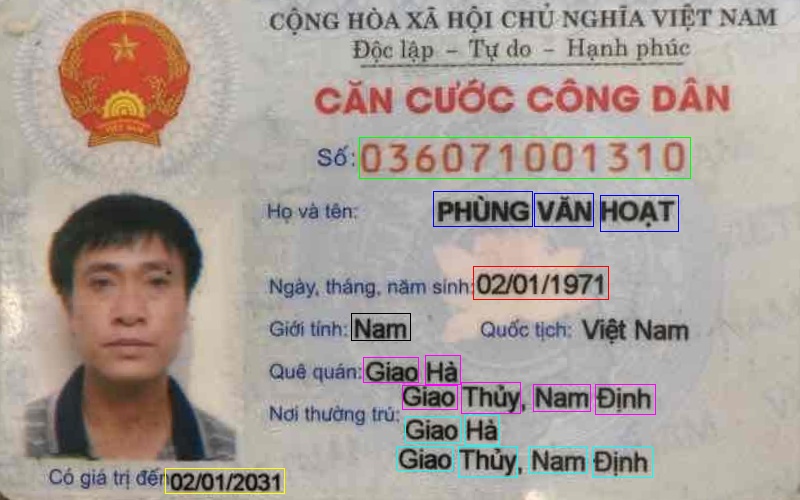 CỘNG HÒA XÃ HỘI CHỦ NGHĨA VIỆT NAM
Độc lập - Tự do - Hạnh phúc
CĂN CƯỚC CÔNG DÂN
Số: 036071001310
Họ và tên: PHÙNG VĂN HOẠT
Ngày, tháng, năm sinh: 02/01/1971
Giới tính: Nam Quốc tịch: Việt Nam
Quê quán: Giao Hà
Giao Thủy, Nam Định
Nơi thường trú: Giao Hà
Giao Thủy, Nam Định
Có giá trị đến 02/01/2031
VIỆT NAM